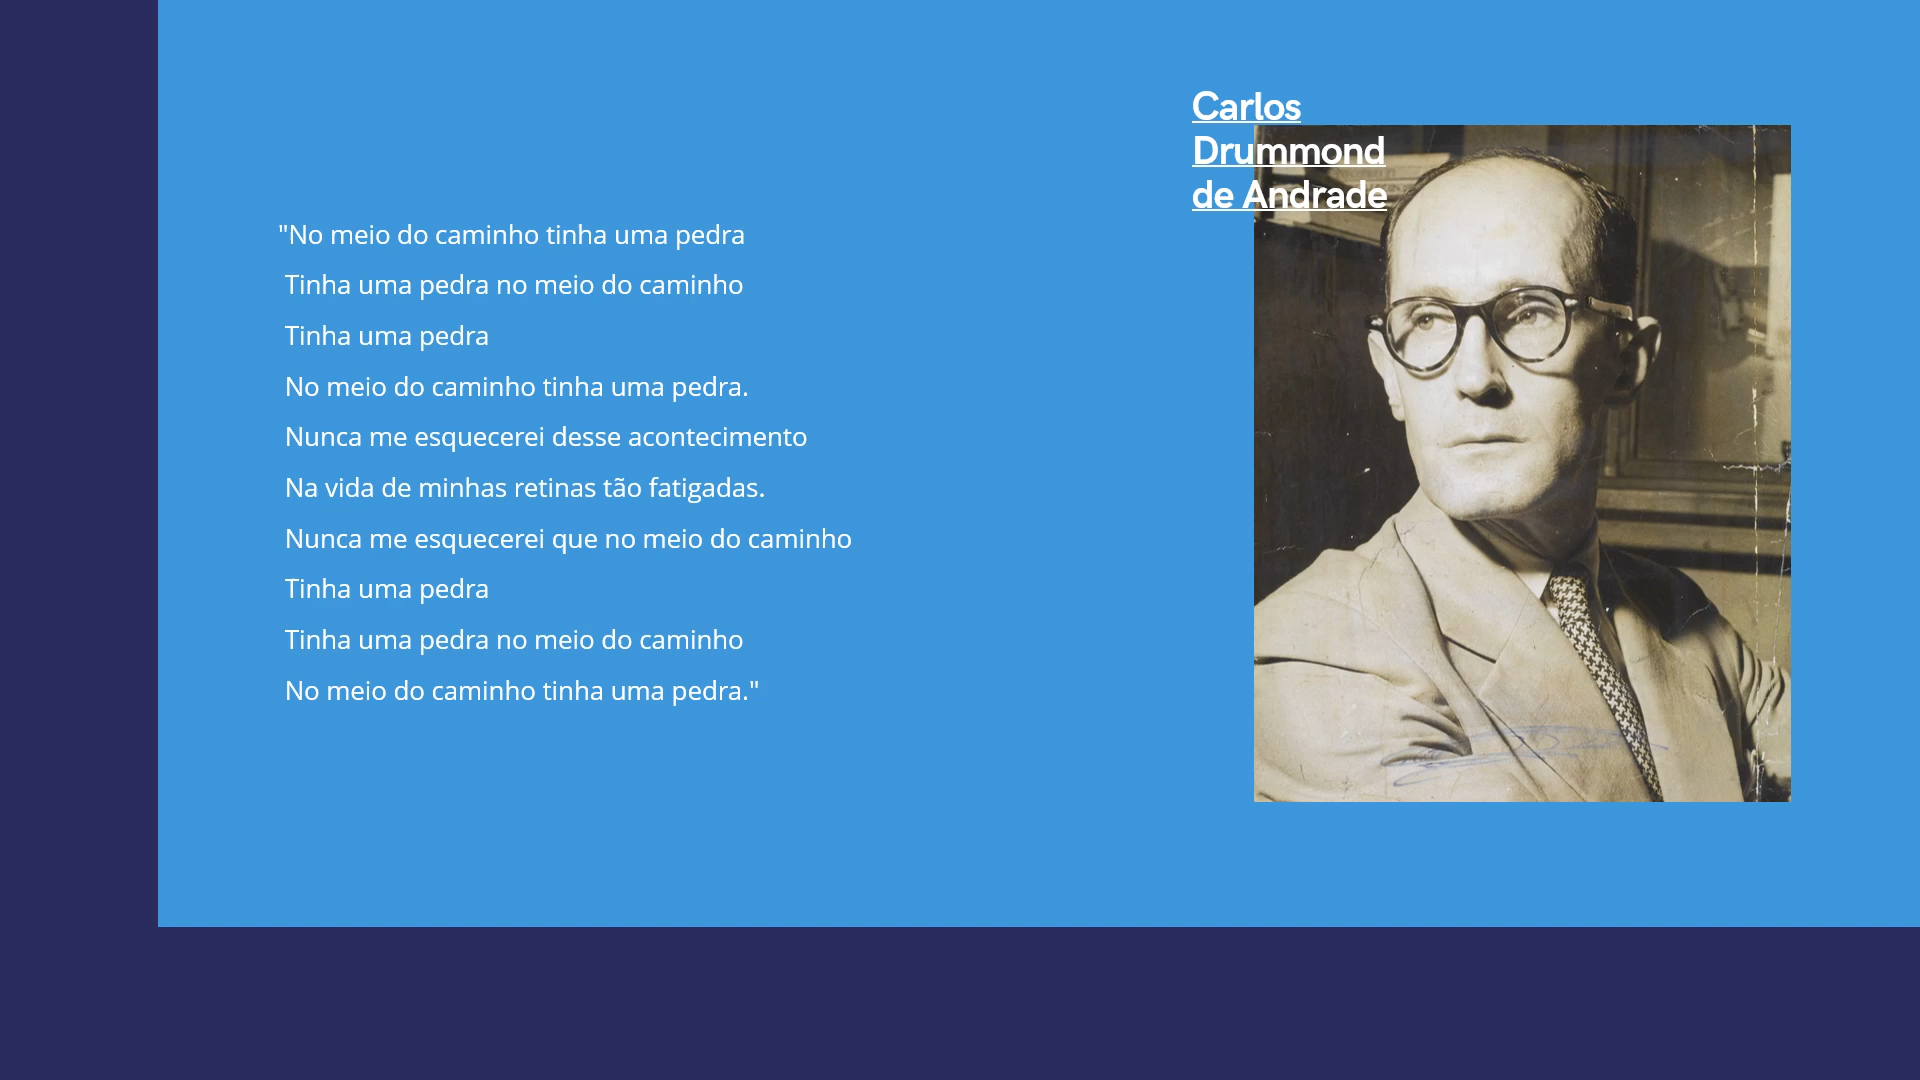 Carlos
Drummond
de Andrade
"No meio do caminho tinha uma pedra
Tinha uma pedra no meio do caminho
Tinha uma pedra
No meio do caminho tinha uma pedra.
Nunca me esquecerei desse acontecimento
Na vida de minhas retinas tão fatigadas.
Nunca me esquecerei que no meio do caminho
Tinha uma pedra
Tinha uma pedra no meio do caminho
No meio do caminho tinha uma pedra."